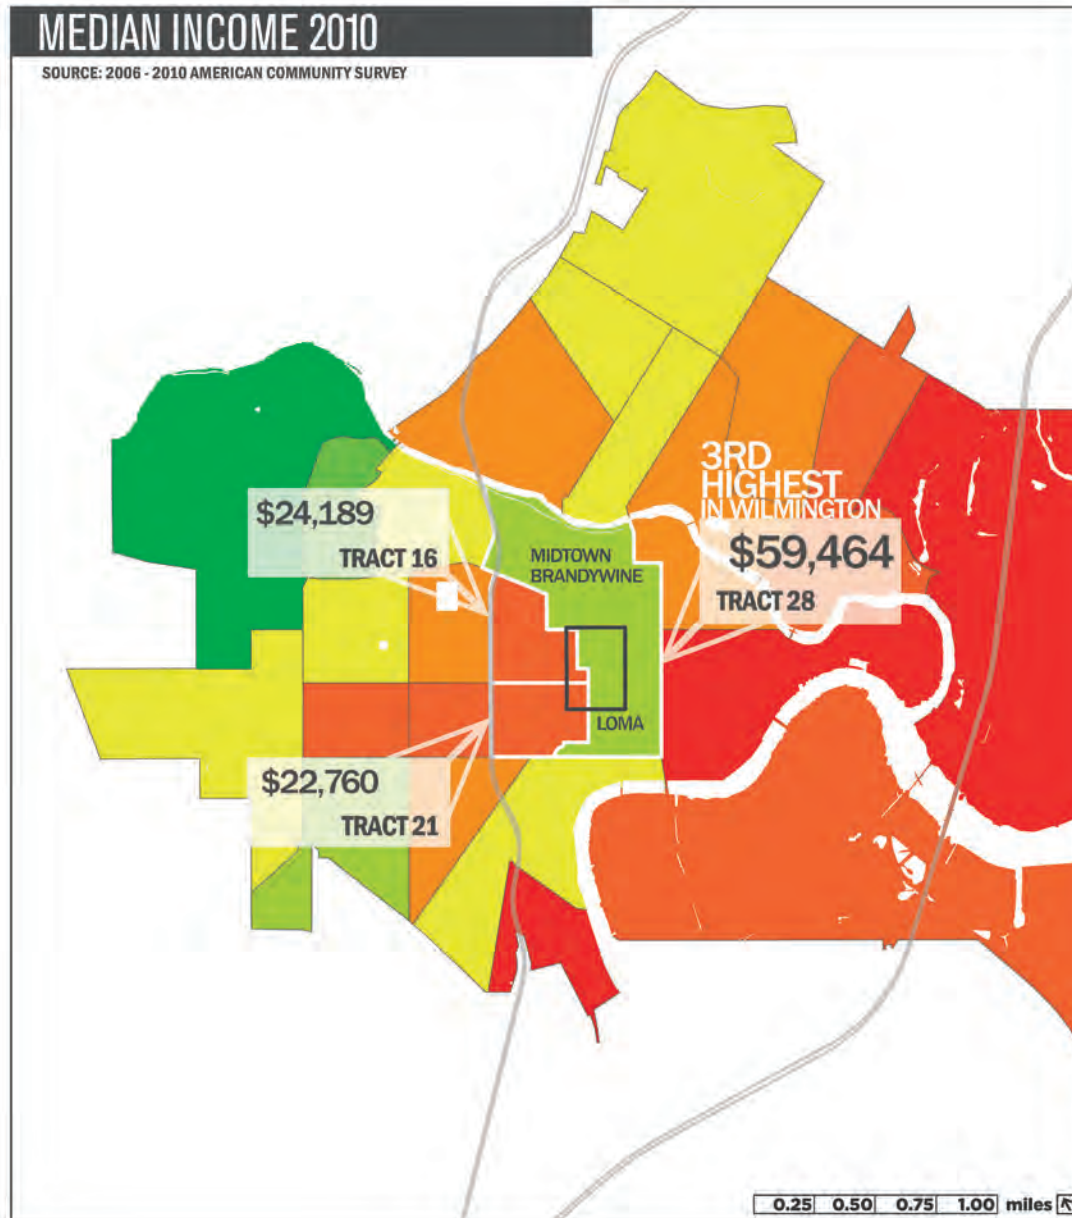 MEDIAN INCOME 2010
SOURCE: 2006 - 2010 AMERICAN COMMUNITY SURVEY
3RD
HIGHEST
IN WILMINGTON
$59,464
TRACT 28
$24,189
TRACT 16
MIDTOWN
BRANDYWINE
LOMA
$22,760
TRACT 21
0.25 0.50 0.75 1.00 miles